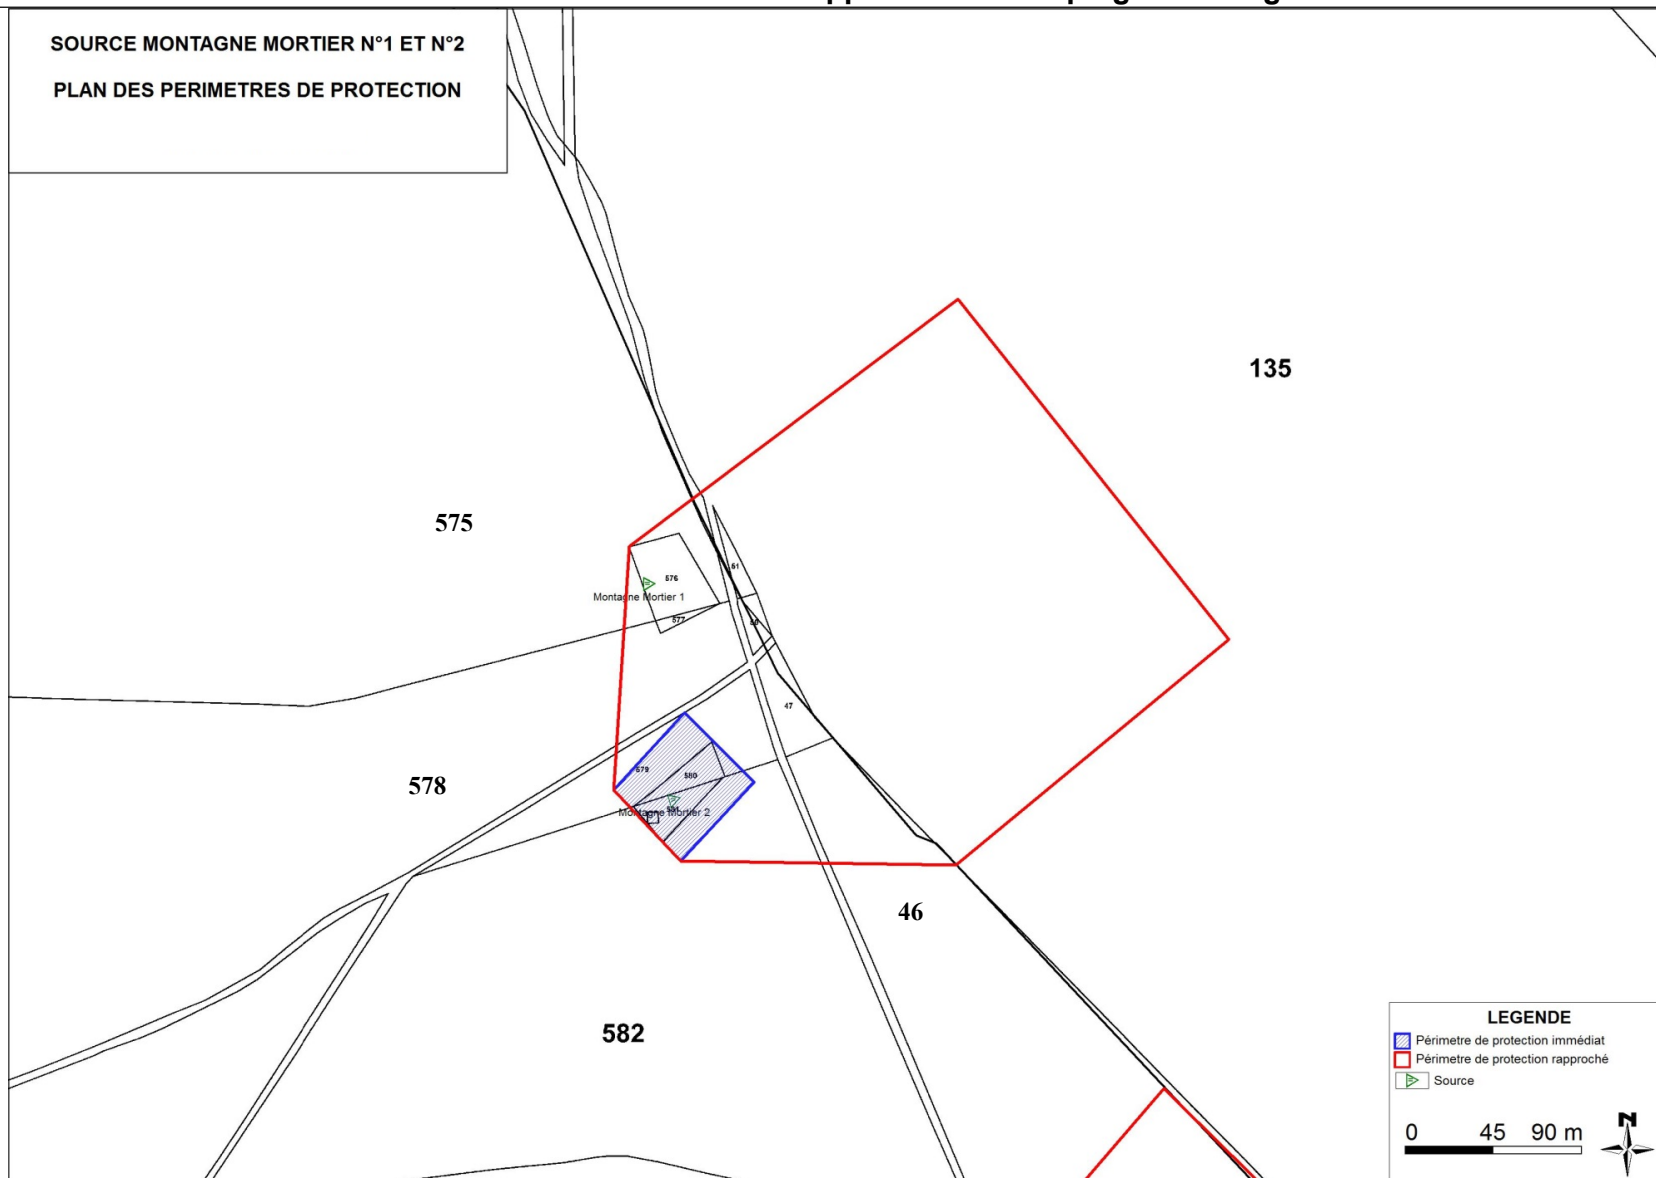 SOURCE MONTAGNE MORTIER N°1 ET N°2
PLAN DES PERIMETRES DE PROTECTION
135
575
576
Montagne Mortier 1
577
51
47
578
579
580
Montagne Mortier 2
46
582
LEGENDE
Périmetre de protection immédiat
Périmetre de protection rapproché
Source
0 45 90 m
N